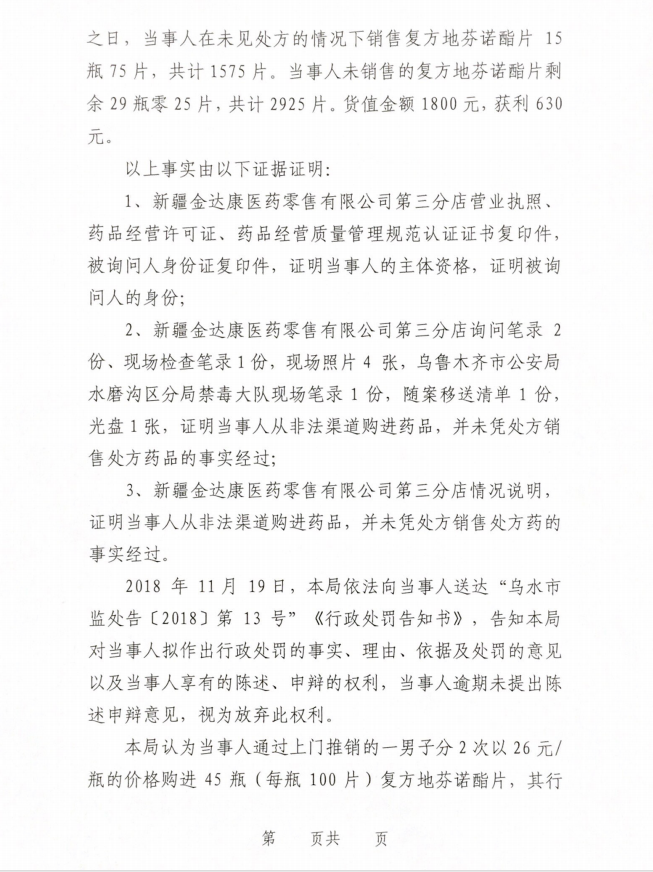 之日，当事人在未见处方的情况下销售复方地芬诺酯片 15
瓶 75 片，共计 1575 片。当事人未销售的复方地芬诺酯片剩
余 29 瓶零 25 片，共计 2925 片。货值金额 1800 元，获利 630
元。
以上事实由以下证据证明：
1、新疆金达康医药零售有限公司第三分店营业执照、
药品经营许可证、药品经营质量管理规范认证证书复印件，
被询问人身份证复印件，证明当事人的主体资格，证明被询
问人的身份；
2、新疆金达康医药零售有限公司第三分店询问笔录 2
份、现场检查笔录 1 份，现场照片 4 张，乌鲁木齐市公安局
水磨沟区分局禁毒大队现场笔录 1 份，随案移送清单 1 份，
光盘 1 张，证明当事人从非法渠道购进药品，并未凭处方销
售处方药品的事实经过；
3、新疆金达康医药零售有限公司第三分店情况说明，
证明当事人从非法渠道购进药品，并未凭处方销售处方药的
事实经过。
2018 年 11 月 19 日，本局依法向当事人送达“乌水市
监处告〔2018〕第 13 号”《行政处罚告知书》，告知本局
对当事人拟作出行政处罚的事实、理由、依据及处罚的意见
以及当事人享有的陈述、申辩的权利，当事人逾期未提出陈
述申辩意见，视为放弃此权利。
本局认为当事人通过上门推销的一男子分 2 次以 26 元/
瓶的价格购进 45 瓶（每瓶 100 片）复方地芬诺酯片，其行
第 页共 页